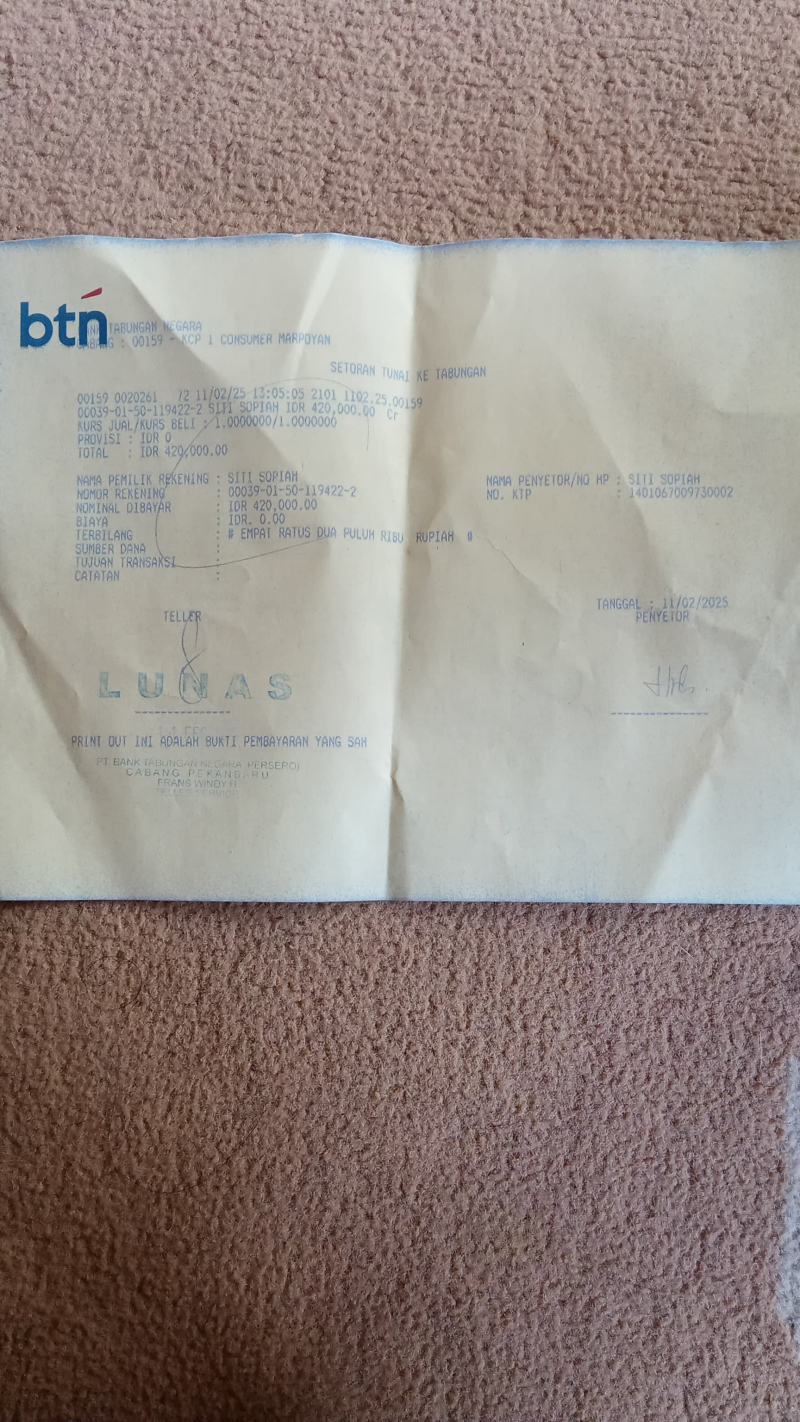 btn
BANK TABUNGAN NEGARA
CABANG : 00159 - KCP 1 CONSUMER MARPOYAN
SETORAN TUNAI KE TABUNGAN
00159 0020261 72 11/02/25 13:05:05 2101 1102.25.00159
00039-01-50-119422-2 SITI SOPIAH IDR 420,000.00 Cr
KURS JUAL/KURS BELI : 1.0000000/1.0000000
PROVISI : IDR 0
TOTAL : IDR 420,000.00
NAMA PEMILIK REKENING : SITI SOPIAH
NOMOR REKENING : 00039-01-50-119422-2
NOMINAL DIBAYAR : IDR 420,000.00
BIAYA : IDR. 0.00
TERBILANG : # EMPAT RATUS DUA PULUH RIBU RUPIAH #
SUMBER DANA :
TUJUAN TRANSAKSI :
CATATAN :
NAMA PENYETOR/NO HP : SITI SOPIAH
NO. KTP : 1401067009730002
TANGGAL : 11/02/2025
TELLER
PENYETOR
LUNAS
PRINT OUT INI ADALAH BUKTI PEMBAYARAN YANG SAH
PT BANK TABUNGAN NEGARA (PERSERO)
CABANG PEKANBARU
FRANS WINDY H
TELLER SERVICE